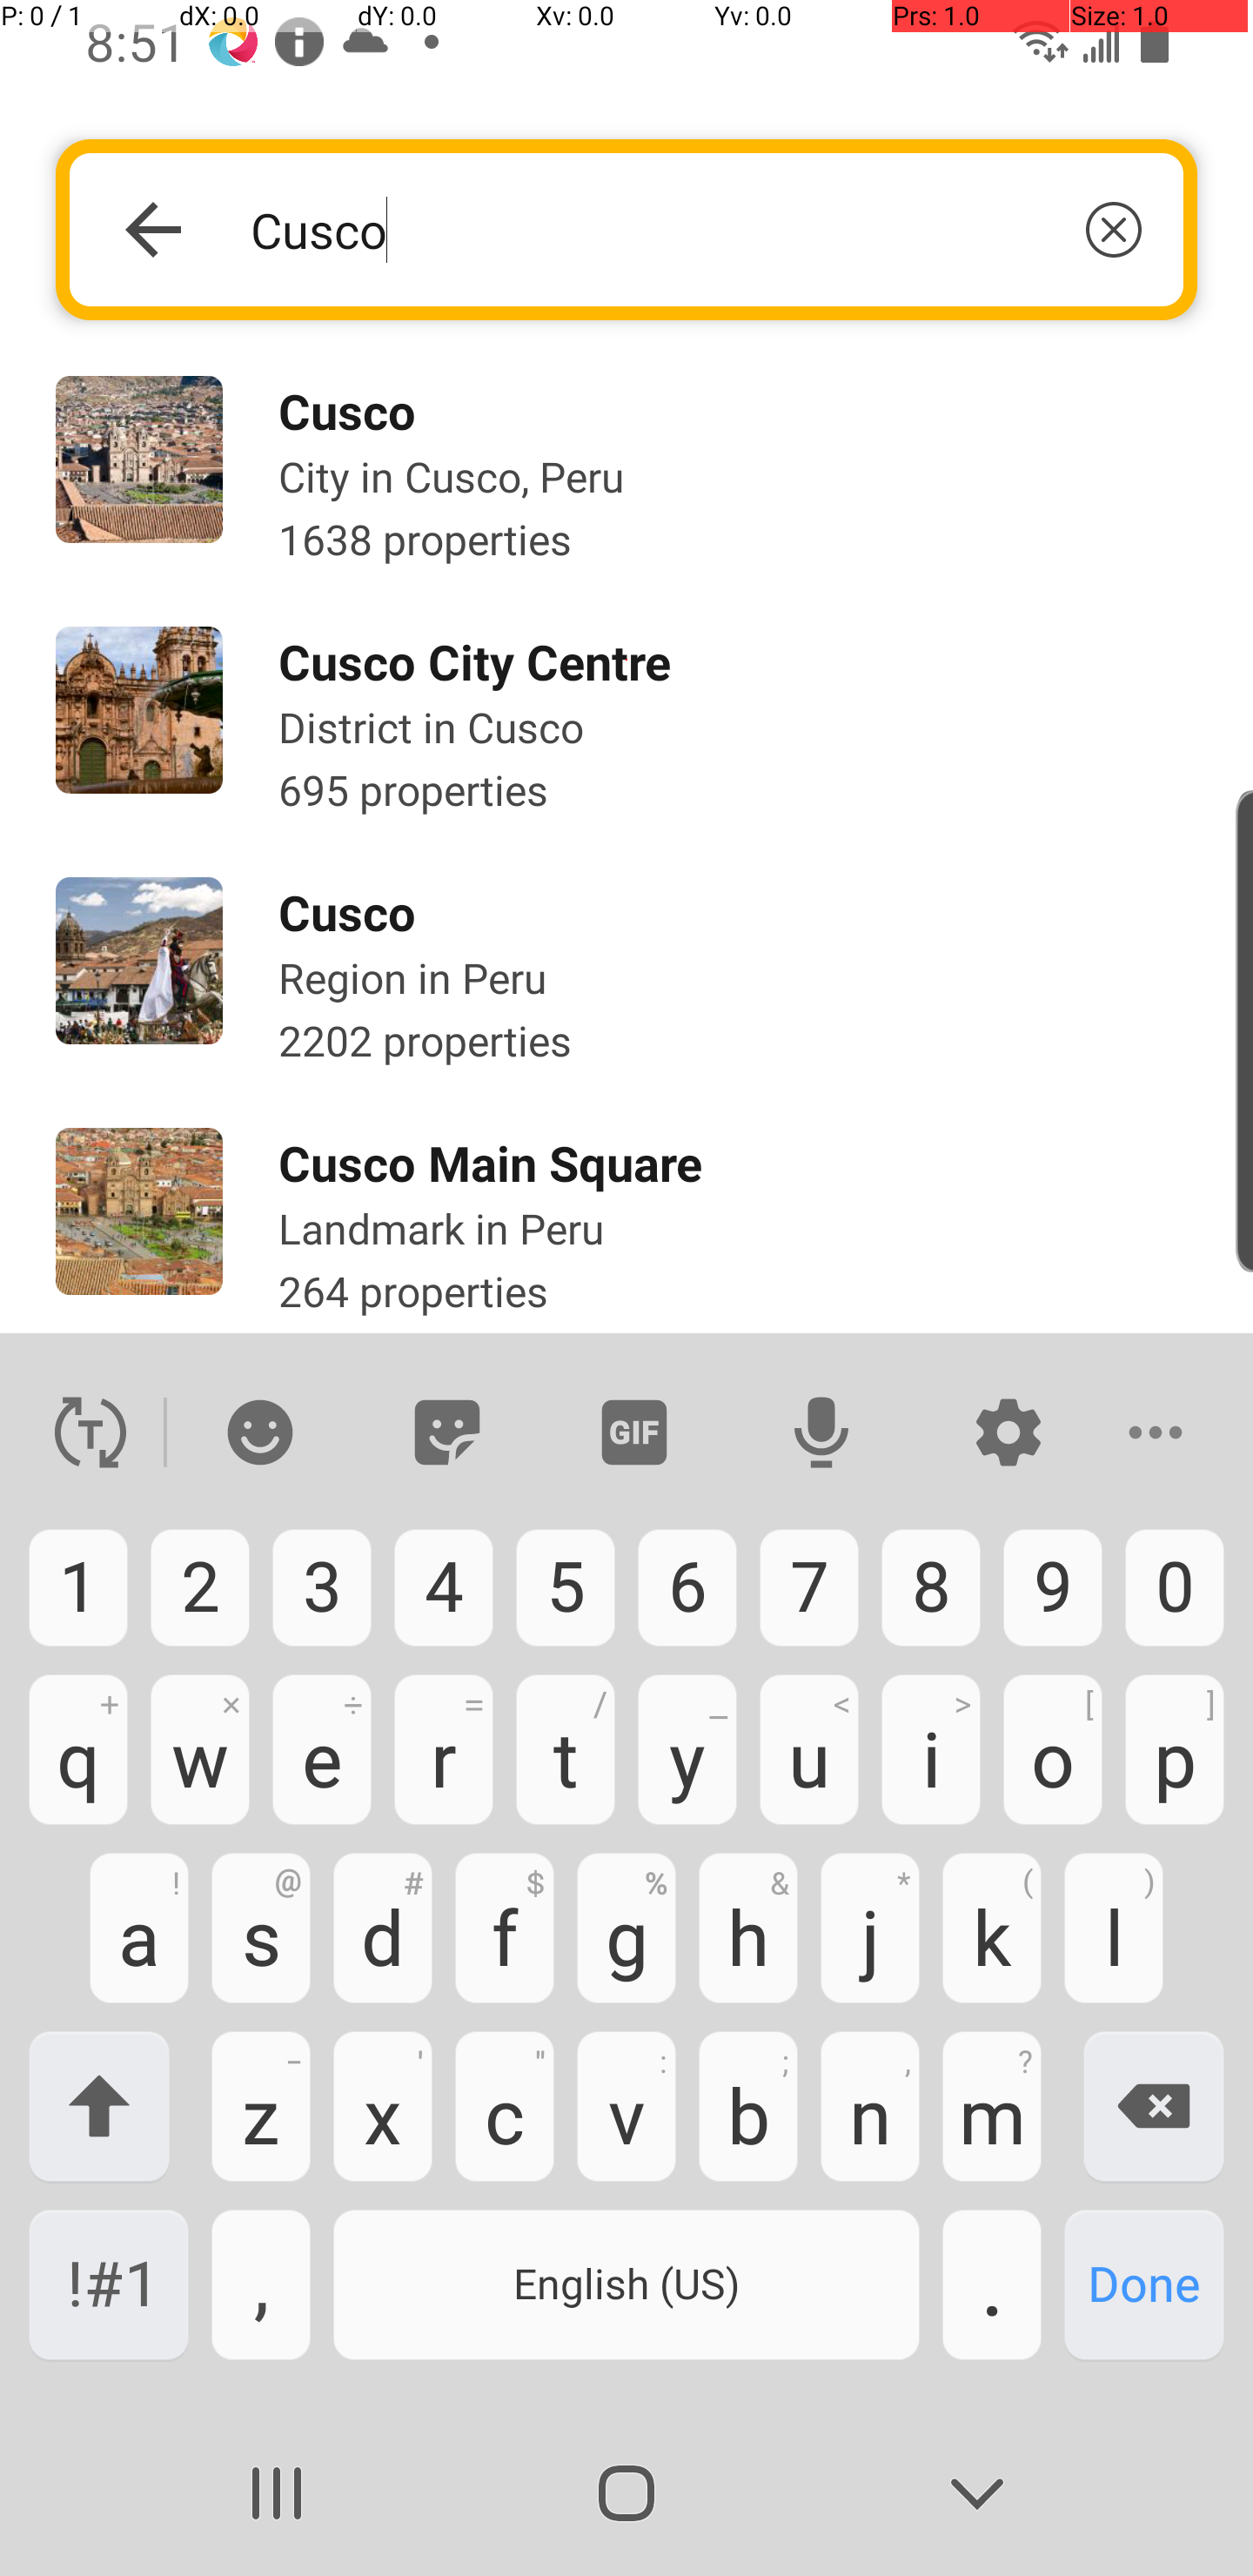 P: 0 / 1 dX: 0.0 dY: 0.0 Xv: 0.0 Yv: 0.0 Prs: 1.0 Size: 1.0
8:51
Cusco
Cusco
City in Cusco, Peru
1638 properties
Cusco City Centre
District in Cusco
695 properties
Cusco
Region in Peru
2202 properties
Cusco Main Square
Landmark in Peru
264 properties
T GIF
1 2 3 4 5 6 7 8 9 0
+ × ÷ = / _ < > [ ]
q w e r t y u i o p
! @ # $ % & * ( )
a s d f g h j k l
- ' " : ; , ?
z x c v b n m
!#1 , English (US) . Done